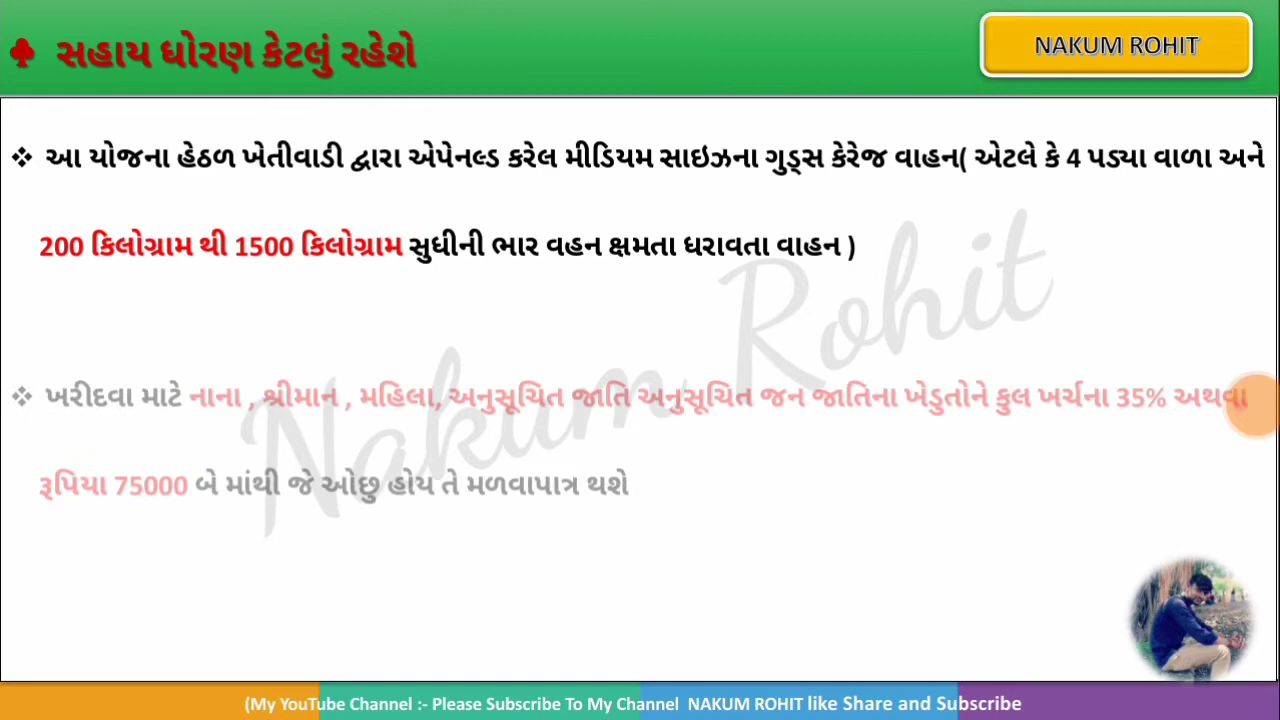 ♣ સહાય ધોરણ કેટલું રહેશે
NAKUM ROHIT
❖ આ યોજના હેઠળ ખેતીવાડી દ્વારા એપેનલ્ડ કરેલ મીડિયમ સાઇઝના ગુડ્સ કેરેજ વાહન( એટલે કે 4 પડ્યા વાળા અને
200 કિલોગ્રામ થી 1500 કિલોગ્રામ સુધીની ભાર વહન ક્ષમતા ધરાવતા વાહન )
❖ ખરીદવા માટે નાના , શ્રીમાન , મહિલા, અનુસૂચિત જાતિ અનુસૂચિત જન જાતિના ખેડુતોને કુલ ખર્ચના 35% અથવા
રૂપિયા 75000 બે માંથી જે ઓછુ હોય તે મળવાપાત્ર થશે
Nakum Rohit
(My YouTube Channel :- Please Subscribe To My Channel NAKUM ROHIT like Share and Subscribe